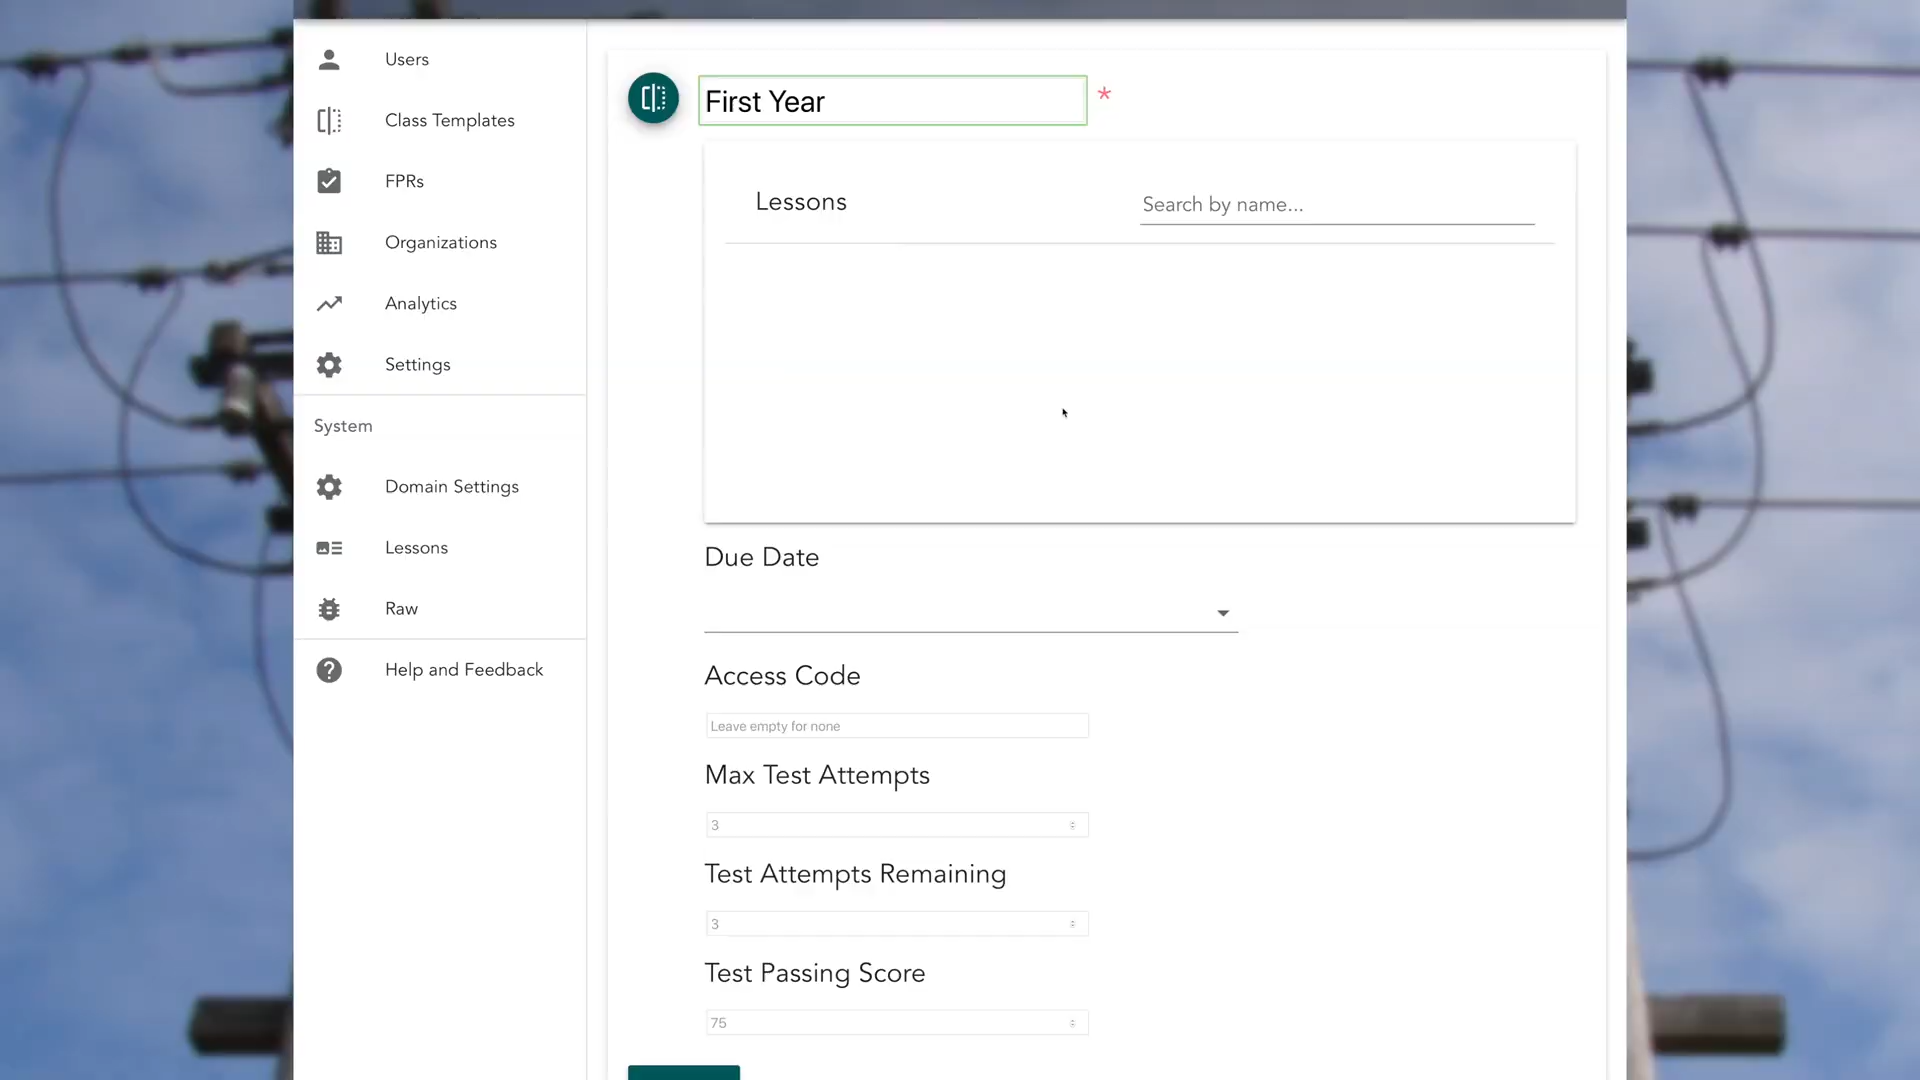 Users
Class Templates
FPRs
Organizations
Analytics
Settings
System
Domain Settings
Lessons
Raw
Help and Feedback
First Year *
Lessons
Search by name...
Due Date
Access Code
Leave empty for none
Max Test Attempts
3
Test Attempts Remaining
3
Test Passing Score
75